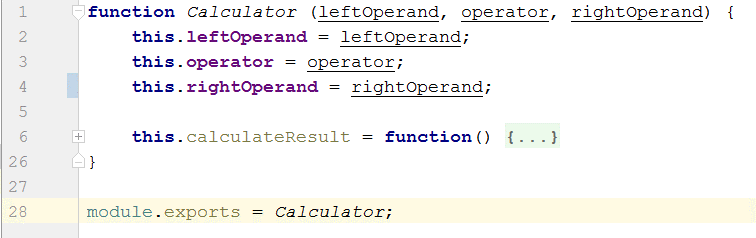 1 function Calculator (leftOperand, operator, rightOperand) {
2 this.leftOperand = leftOperand;
3 this.operator = operator;
4 this.rightOperand = rightOperand;
5
6 this.calculateResult = function() {...}
26 }
27
28 module.exports = Calculator;